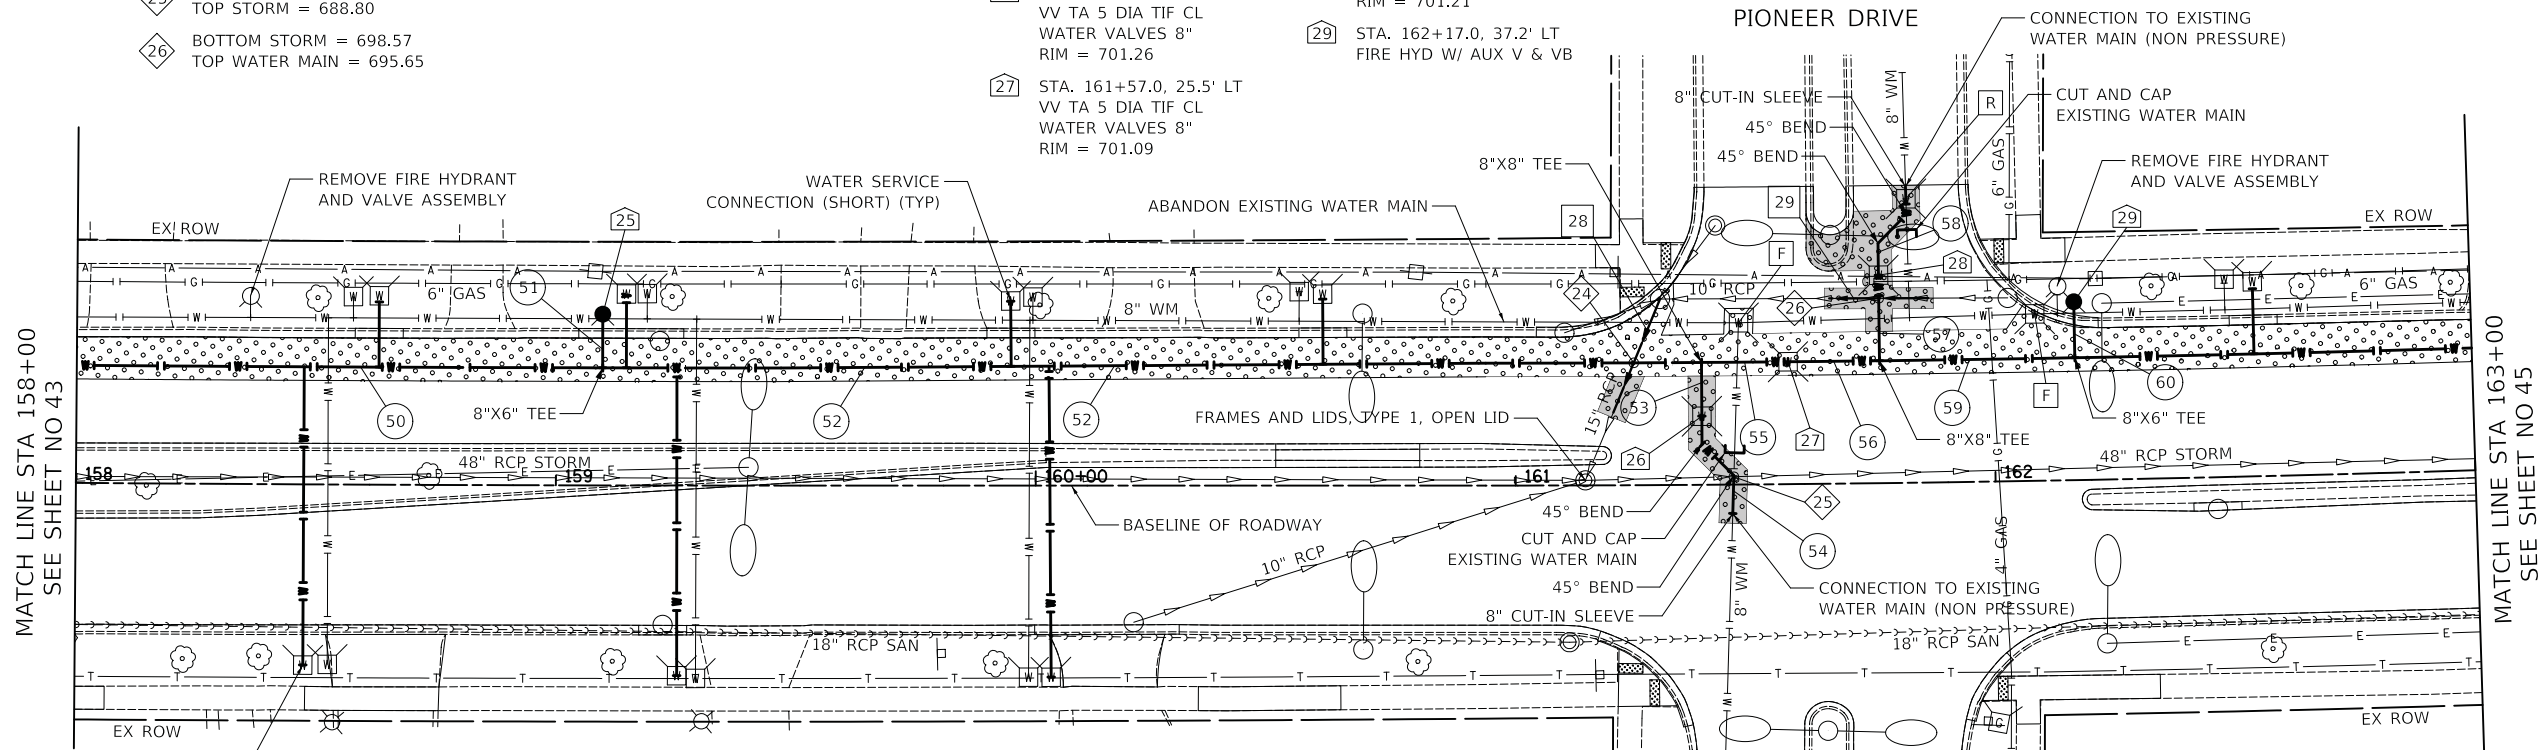 25
TOP STORM = 688.80
26
BOTTOM STORM = 698.57
TOP WATER MAIN = 695.65
VV TA 5 DIA TIF CL
WATER VALVES 8"
RIM = 701.26
27
STA. 161+57.0, 25.5' LT
VV TA 5 DIA TIF CL
WATER VALVES 8"
RIM = 701.09
RIM = 701.21
29
STA. 162+17.0, 37.2' LT
FIRE HYD W/ AUX V & VB
PIONEER DRIVE
CONNECTION TO EXISTING
WATER MAIN (NON PRESSURE)
8" CUT-IN SLEEVE
8" WM
R
CUT AND CAP
EXISTING WATER MAIN
45° BEND
45° BEND
8"X8" TEE
6" GAS
REMOVE FIRE HYDRANT
AND VALVE ASSEMBLY
REMOVE FIRE HYDRANT
AND VALVE ASSEMBLY
WATER SERVICE
CONNECTION (SHORT) (TYP)
ABANDON EXISTING WATER MAIN
EX ROW
25
28
29
58
29
EX ROW
F
28
51
6" GAS
8" WM
24
10" RCP
26
6" GAS
57
MATCH LINE STA 158+00
SEE SHEET NO 43
50
8"X6" TEE
52
52
FRAMES AND LIDS, TYPE 1, OPEN LID
15" RCP
53
26
55
27
56
8"X8" TEE
59
F
60
8"X6" TEE
MATCH LINE STA 163+00
SEE SHEET NO 45
158
48" RCP STORM
159
160+00
161
162
48" RCP STORM
BASELINE OF ROADWAY
10" RCP
45° BEND
25
CUT AND CAP
EXISTING WATER MAIN
54
45° BEND
8" CUT-IN SLEEVE
8" WM
4" GAS
CONNECTION TO EXISTING
WATER MAIN (NON PRESSURE)
18" RCP SAN
18" RCP SAN
EX ROW
EX ROW